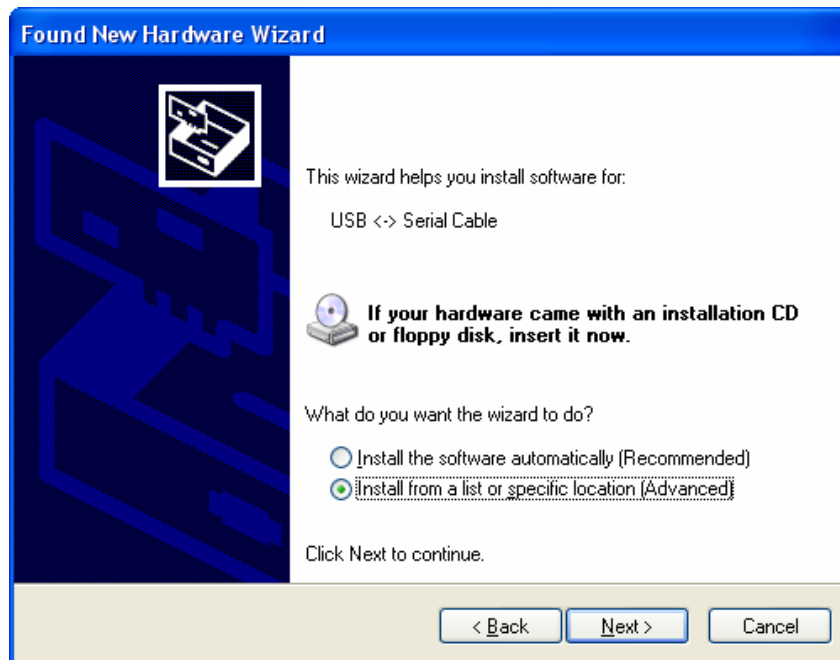 Found New Hardware Wizard
This wizard helps you install software for:
USB <-> Serial Cable
If your hardware came with an installation CD
or floppy disk, insert it now.
What do you want the wizard to do?
Install the software automatically (Recommended)
Install from a list or specific location (Advanced)
Click Next to continue.
< Back Next > Cancel